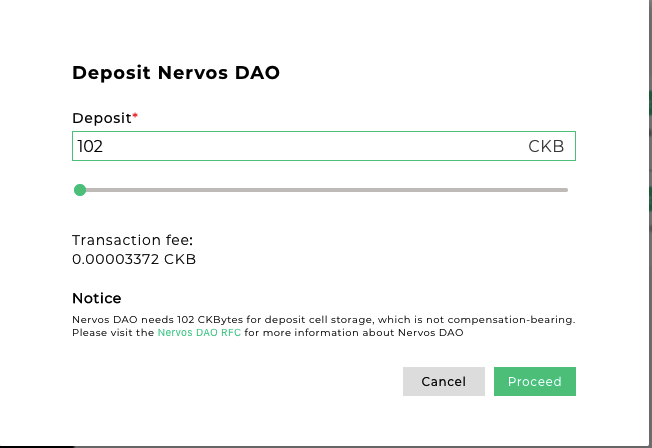 Deposit Nervos DAO
Deposit*
102 CKB
Transaction fee:
0.00003372 CKB
Notice
Nervos DAO needs 102 CKBytes for deposit cell storage, which is not compensation-bearing.
Please visit the Nervos DAO RFC for more information about Nervos DAO
Cancel Proceed